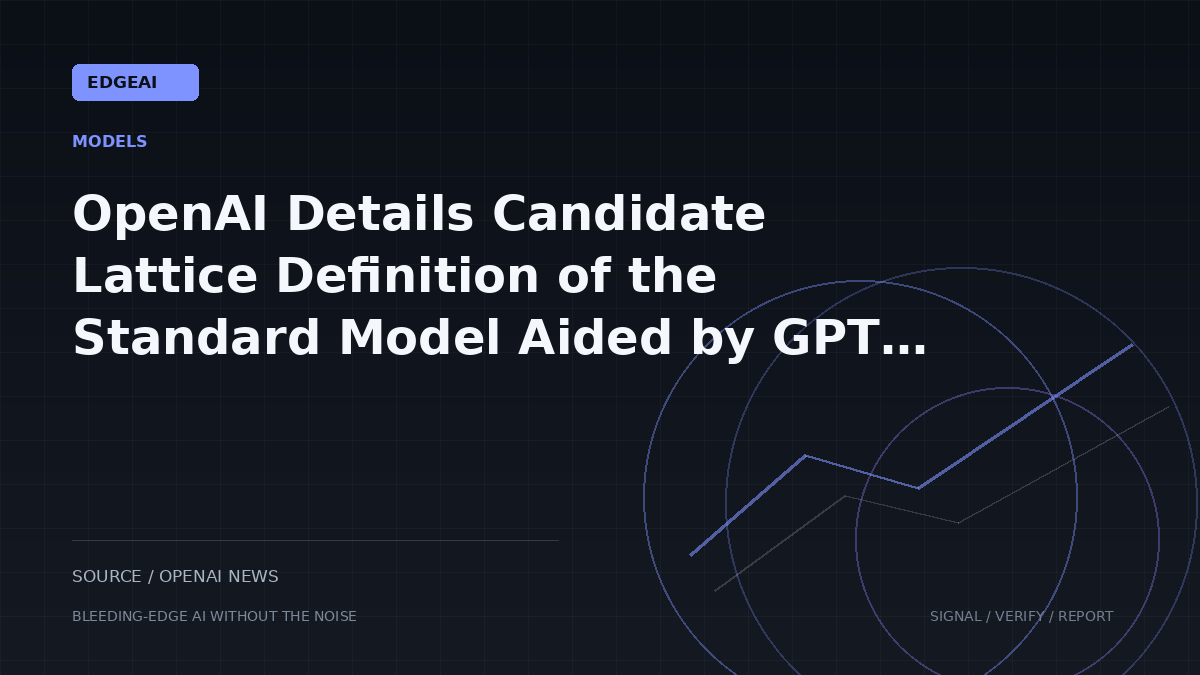 EDGEAI
MODELS
OpenAI Details Candidate
Lattice Definition of the
Standard Model Aided by GPT…
SOURCE / OPENAI NEWS
BLEEDING-EDGE AI WITHOUT THE NOISE
SIGNAL / VERIFY / REPORT